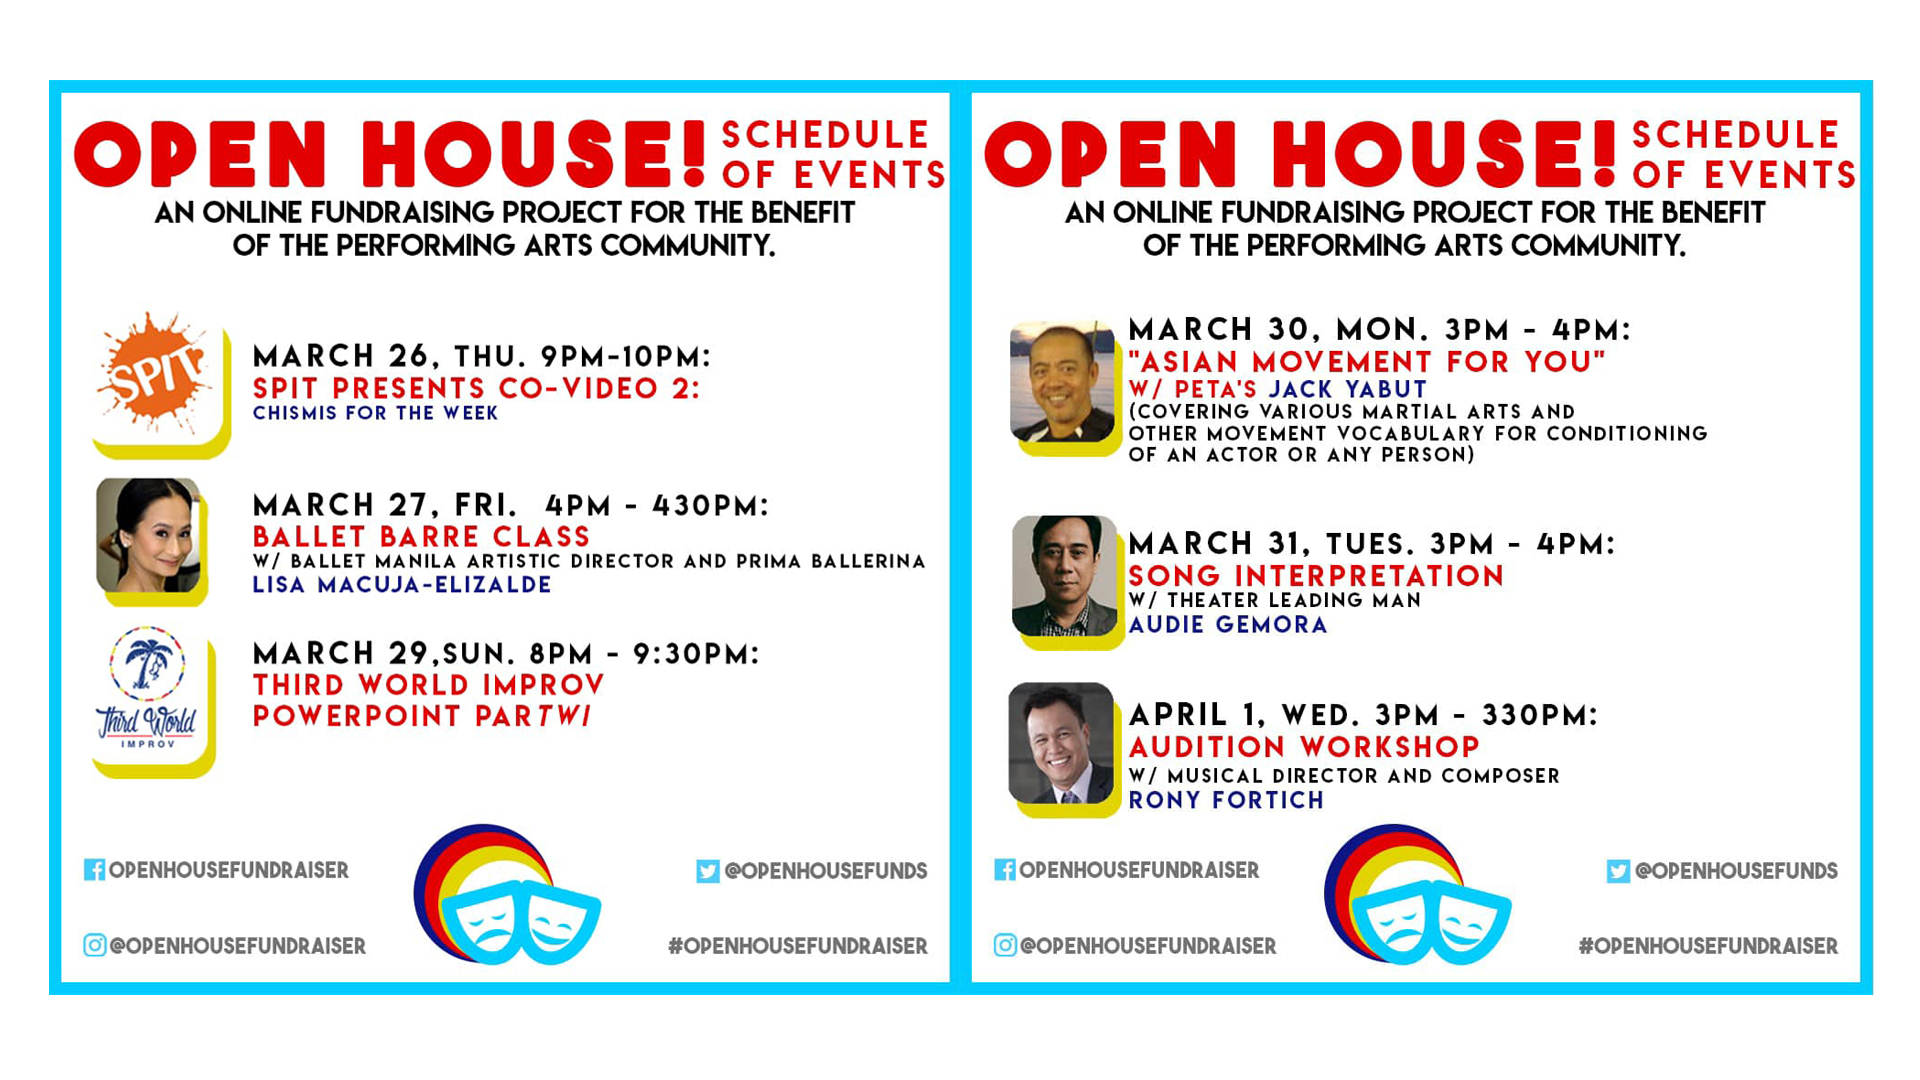 OPEN HOUSE! SCHEDULE OF EVENTS
AN ONLINE FUNDRAISING PROJECT FOR THE BENEFIT
OF THE PERFORMING ARTS COMMUNITY.
SPIT
MARCH 26, THU. 9PM-10PM:
SPIT PRESENTS CO-VIDEO 2:
CHISMIS FOR THE WEEK
MARCH 27, FRI. 4PM - 430PM:
BALLET BARRE CLASS
W/ BALLET MANILA ARTISTIC DIRECTOR AND PRIMA BALLERINA
LISA MACUJA-ELIZALDE
Third World
IMPROV
MARCH 29,SUN. 8PM - 9:30PM:
THIRD WORLD IMPROV
POWERPOINT PARTWI
OPENHOUSEFUNDRAISER
@OPENHOUSEFUNDS
@OPENHOUSEFUNDRAISER
#OPENHOUSEFUNDRAISER
OPEN HOUSE! SCHEDULE OF EVENTS
AN ONLINE FUNDRAISING PROJECT FOR THE BENEFIT
OF THE PERFORMING ARTS COMMUNITY.
MARCH 30, MON. 3PM - 4PM:
"ASIAN MOVEMENT FOR YOU"
W/ PETA'S JACK YABUT
(COVERING VARIOUS MARTIAL ARTS AND
OTHER MOVEMENT VOCABULARY FOR CONDITIONING
OF AN ACTOR OR ANY PERSON)
MARCH 31, TUES. 3PM - 4PM:
SONG INTERPRETATION
W/ THEATER LEADING MAN
AUDIE GEMORA
APRIL 1, WED. 3PM - 330PM:
AUDITION WORKSHOP
W/ MUSICAL DIRECTOR AND COMPOSER
RONY FORTICH
OPENHOUSEFUNDRAISER
@OPENHOUSEFUNDS
@OPENHOUSEFUNDRAISER
#OPENHOUSEFUNDRAISER